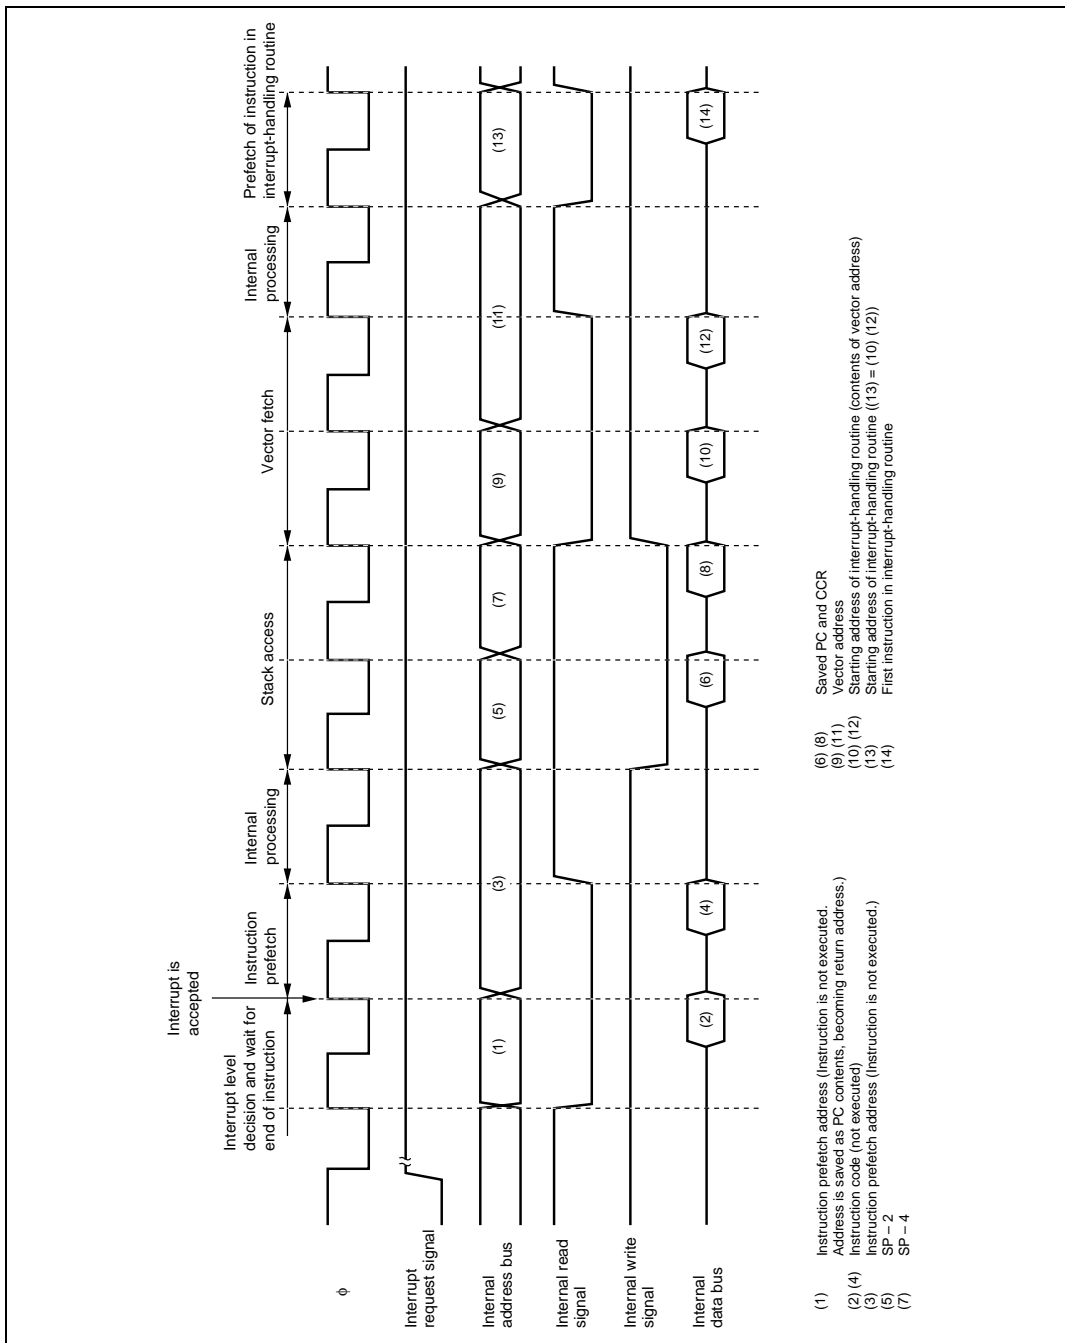 Interrupt is
accepted
Interrupt level
decision and wait for
end of instruction
Instruction
prefetch
Internal
processing
Stack access
Vector fetch
Internal
processing
Prefetch of instruction in
interrupt-handling routine
φ
Interrupt
request signal
Internal
address bus
(1)
(3)
(5)
(7)
(9)
(11)
(13)
Internal read
signal
Internal write
signal
Internal
data bus
(2)
(4)
(6)
(8)
(10)
(12)
(14)
(1) Instruction prefetch address (Instruction is not executed.
Address is saved as PC contents, becoming return address.)
(2) (4) Instruction code (not executed)
(3) Instruction prefetch address (Instruction is not executed.)
(5) SP – 2
(7) SP – 4
(6) (8) Saved PC and CCR
(9) (11) Vector address
(10) (12) Starting address of interrupt-handling routine (contents of vector address)
(13) Starting address of interrupt-handling routine ((13) = (10) (12))
(14) First instruction in interrupt-handling routine